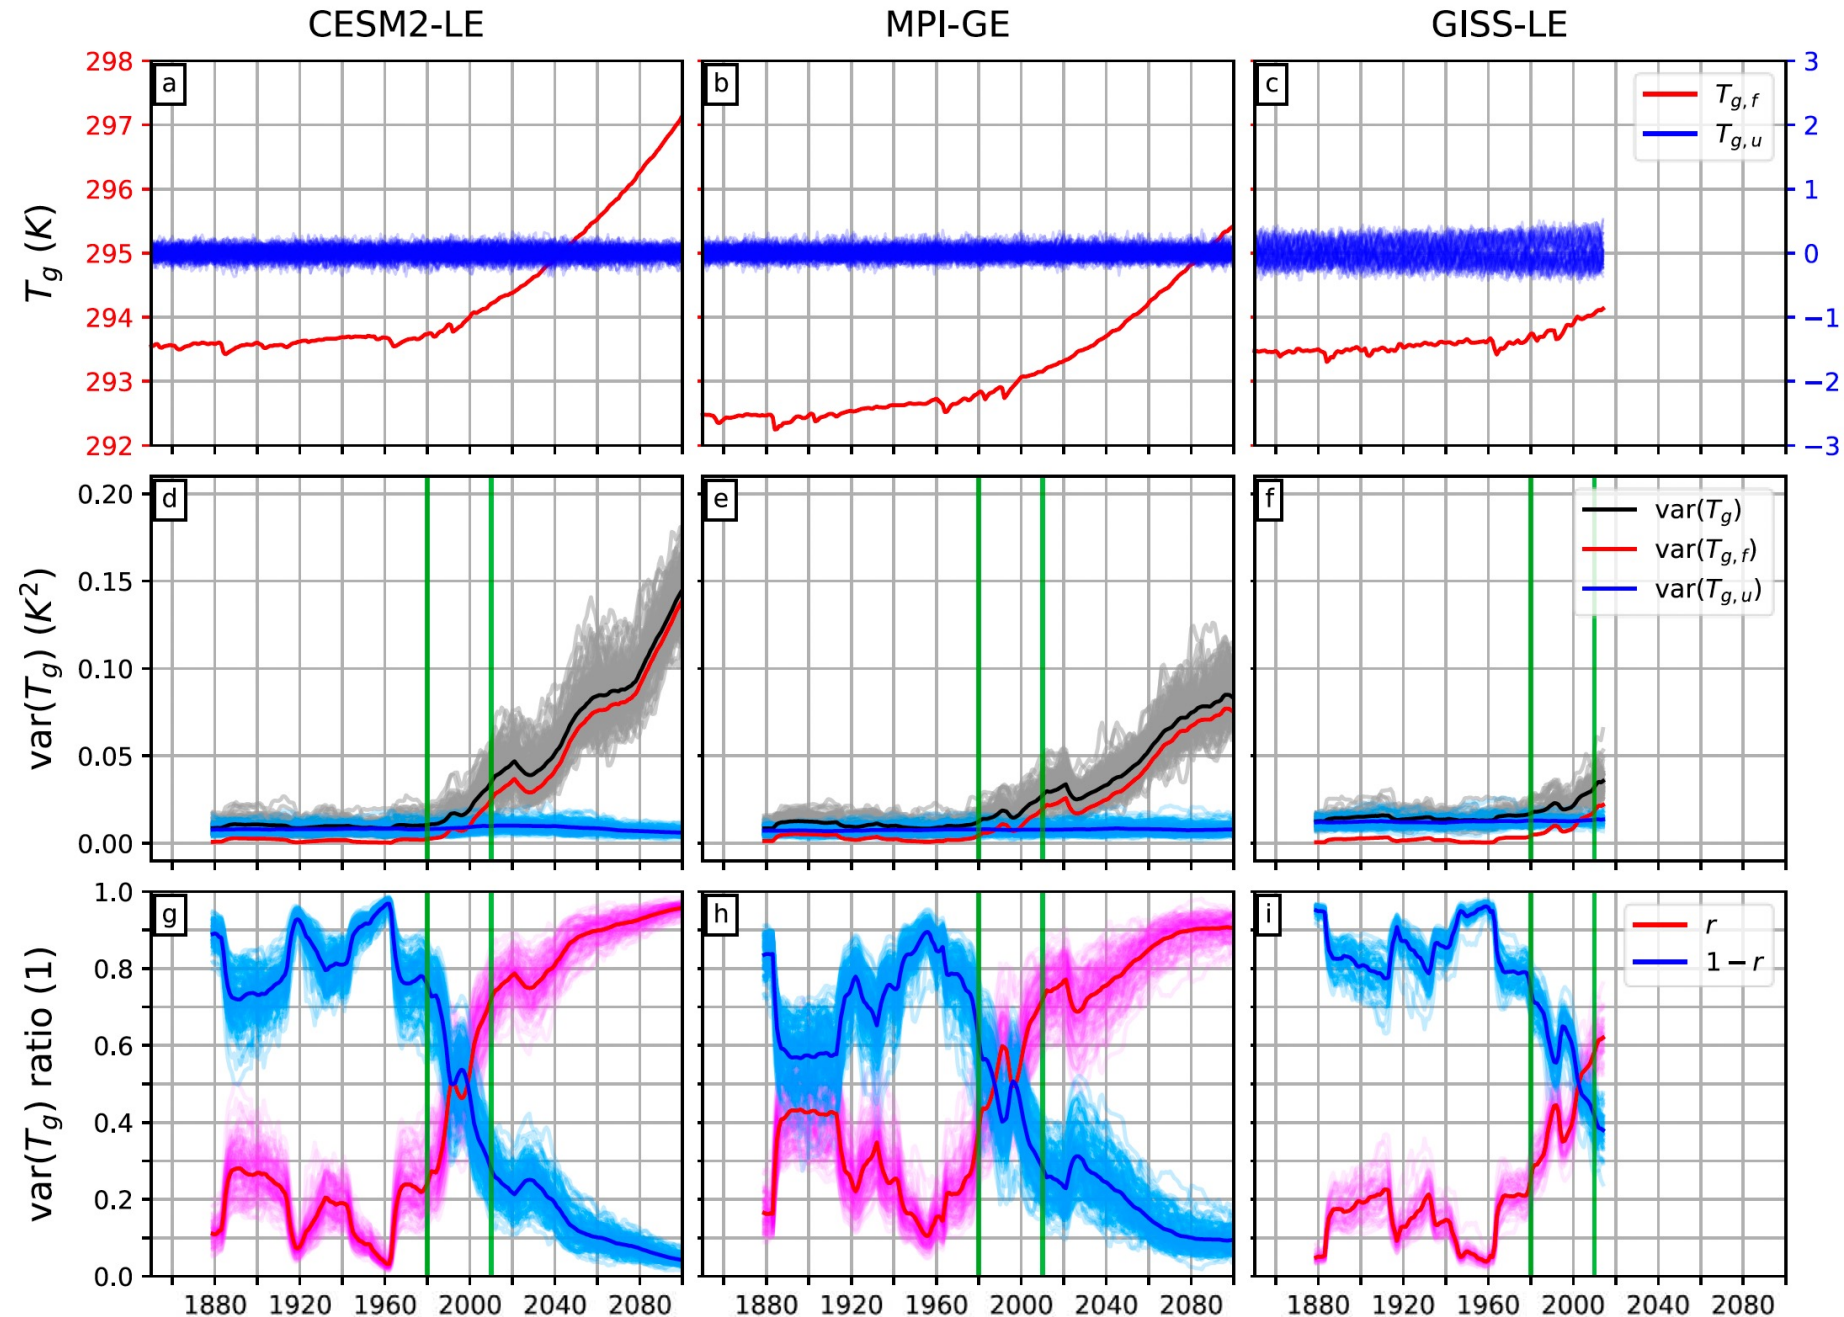 CESM2-LE MPI-GE GISS-LE
a b c
298
297
296
295
294
293
292
T_g (K)
T_{g,f}
T_{g,u}
3
2
1
0
−1
−2
−3
d e f
0.20
0.15
0.10
0.05
0.00
var(T_g) (K^2)
var(T_g)
var(T_{g,f})
var(T_{g,u})
g h i
1.0
0.8
0.6
0.4
0.2
0.0
var(T_g) ratio (1)
r
1 − r
1880 1920 1960 2000 2040 2080 1880 1920 1960 2000 2040 2080 1880 1920 1960 2000 2040 2080